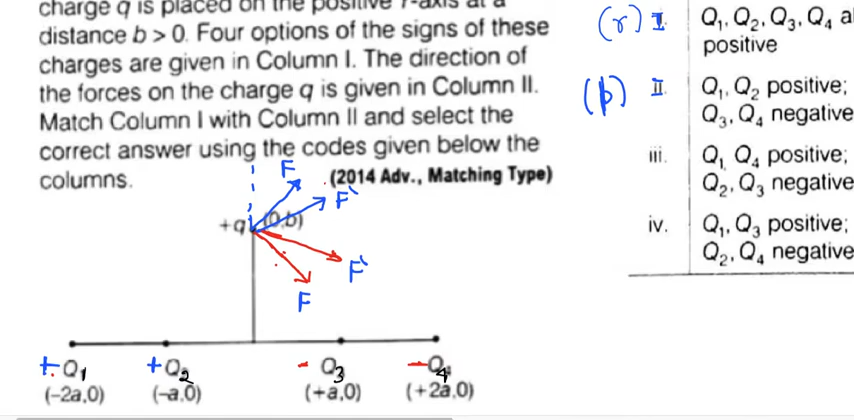 charge q is placed on the positive Y-axis at a
distance b > 0. Four options of the signs of these
charges are given in Column I. The direction of
the forces on the charge q is given in Column II.
Match Column I with Column II and select the
correct answer using the codes given below the
columns.
(2014 Adv., Matching Type)
F
F'
+q (0,b)
F'
F
+ Q1 + Q2 - Q3 - Q4
(-2a,0) (-a,0) (+a,0) (+2a,0)
(r) I. Q1, Q2, Q3, Q4 a
positive
(p) II. Q1, Q2 positive;
Q3, Q4 negative
iii. Q1, Q4 positive;
Q2, Q3 negative
iv. Q1, Q3 positive;
Q2, Q4 negative